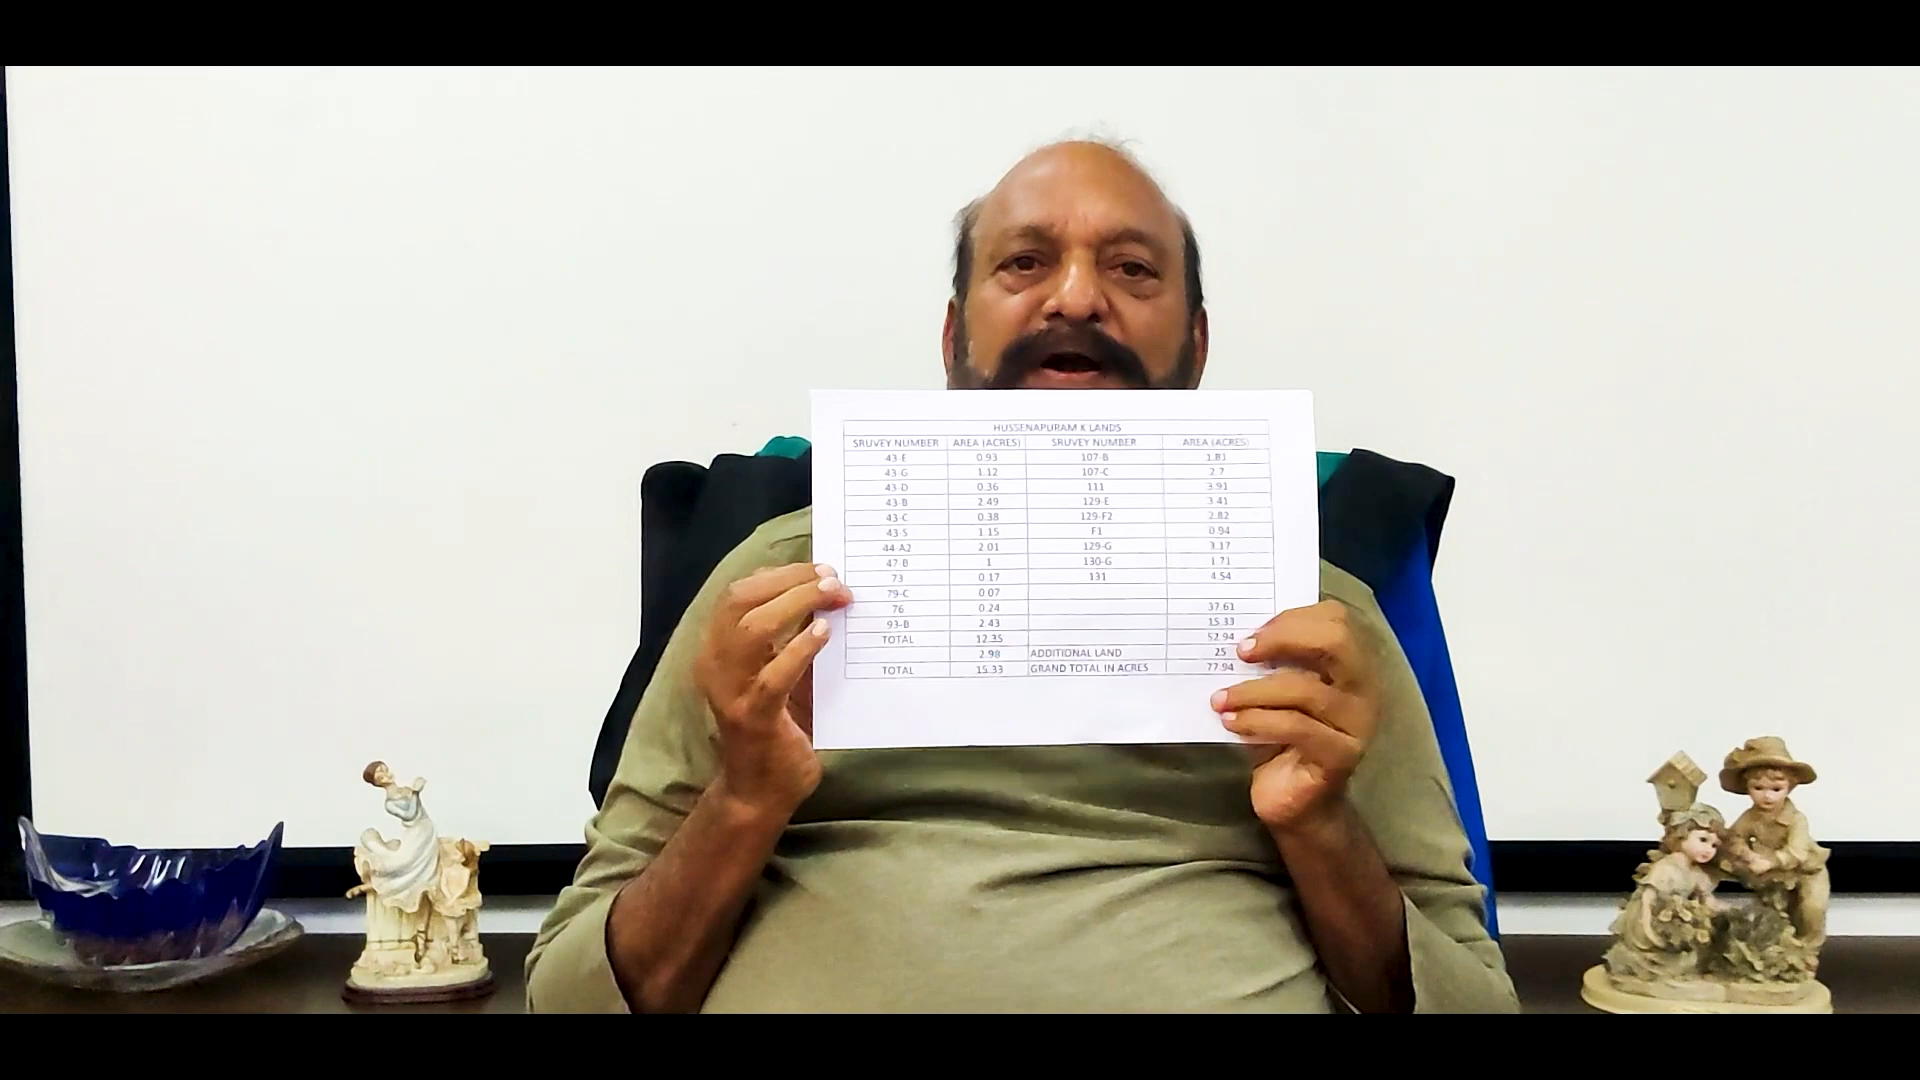 HUSSENAPURAM K LANDS
SRUVEY NUMBER AREA (ACRES) SRUVEY NUMBER AREA (ACRES)
43-E 0.93 107-B 1.81
43-G 1.12 107-C 2.7
43-D 0.36 111 3.91
43-B 2.49 129-E 3.41
43-C 0.38 129-F2 2.82
43-S 1.15 F1 0.94
44-A2 2.01 129-G 3.17
47-B 1 130-G 1.71
73 0.17 131 4.54
79-C 0.07
76 0.24 37.61
93-B 2.43 15.33
TOTAL 12.35 52.94
2.98 ADDITIONAL LAND 25
TOTAL 15.33 GRAND TOTAL IN ACRES 77.94